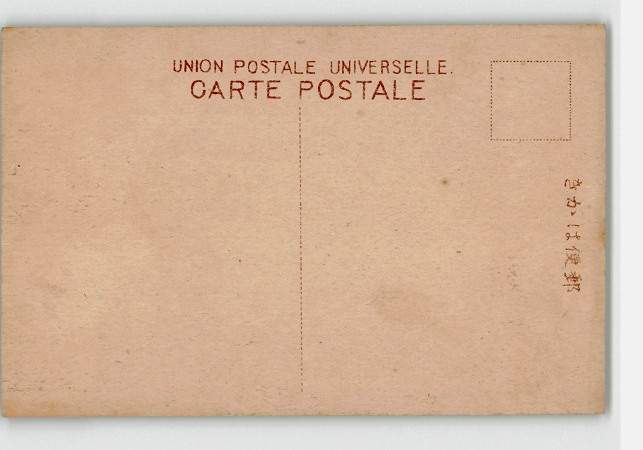 UNION POSTALE UNIVERSELLE.
CARTE POSTALE
きかは便郵